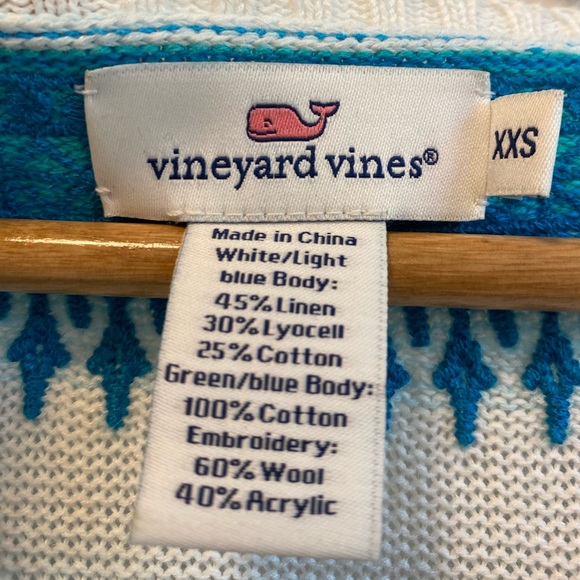 vineyard vines®
XXS
Made in China
White/Light
blue Body:
45% Linen
30% Lyocell
25% Cotton
Green/blue Body:
100% Cotton
Embroidery:
60% Wool
40% Acrylic